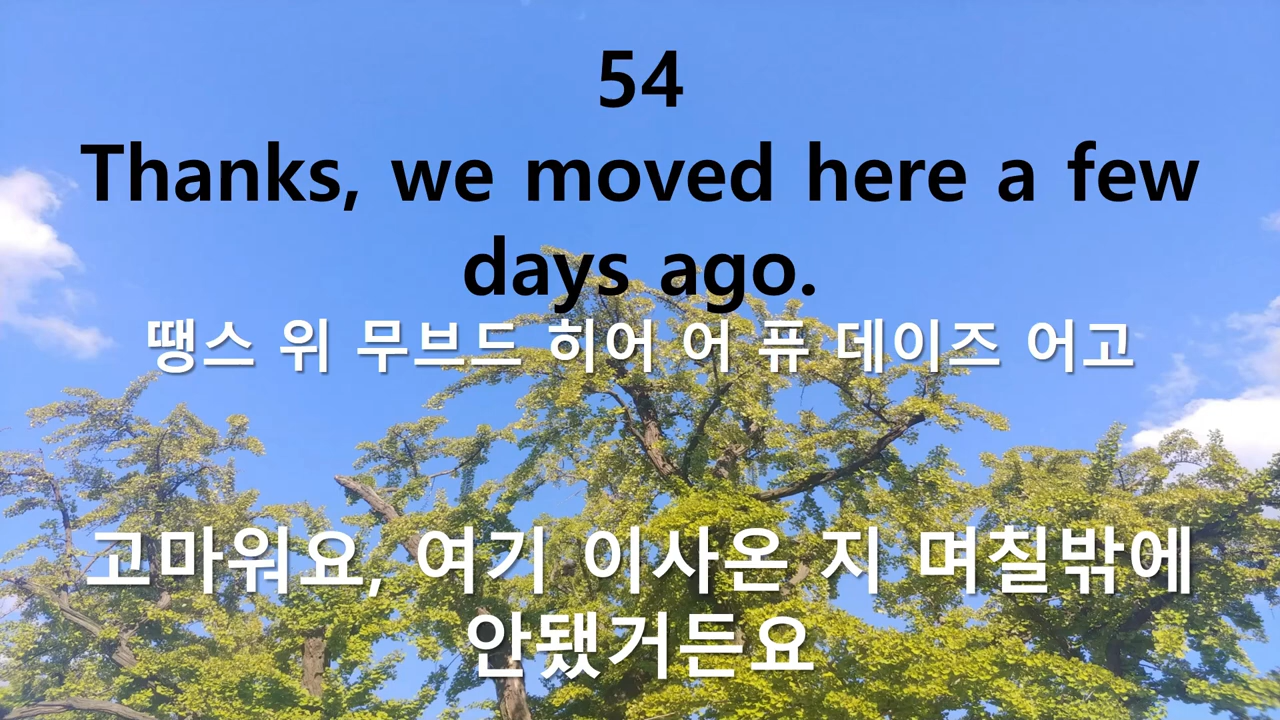 54
Thanks, we moved here a few
days ago.
땡스 위 무브드 히어 어 퓨 데이즈 어고
고마워요, 여기 이사온 지 며칠밖에
안됐거든요